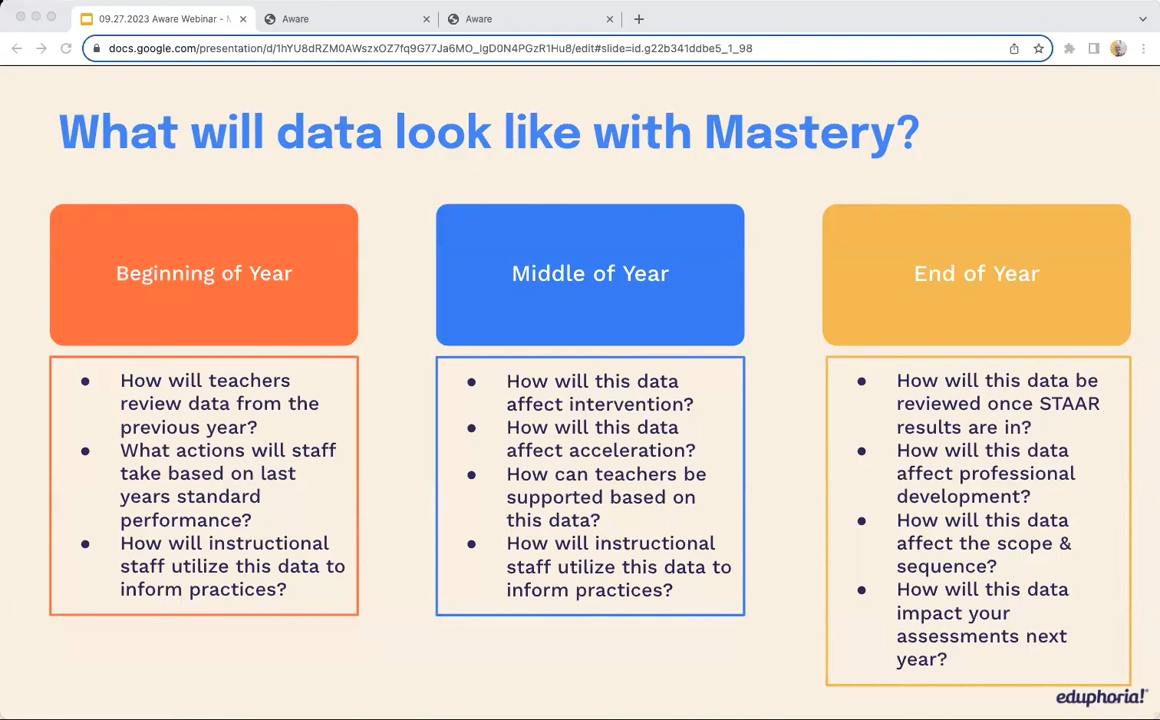 09.27.2023 Aware Webinar -
Aware
Aware
docs.google.com/presentation/d/1hYU8dRZM0AWszxOZ7fq9G77Ja6MO_IgD0N4PGzR1Hu8/edit#slide=id.g22b341ddbe5_1_98
What will data look like with Mastery?
Beginning of Year
● How will teachers
review data from the
previous year?
● What actions will staff
take based on last
years standard
performance?
● How will instructional
staff utilize this data to
inform practices?
Middle of Year
● How will this data
affect intervention?
● How will this data
affect acceleration?
● How can teachers be
supported based on
this data?
● How will instructional
staff utilize this data to
inform practices?
End of Year
● How will this data be
reviewed once STAAR
results are in?
● How will this data
affect professional
development?
● How will this data
affect the scope &
sequence?
● How will this data
impact your
assessments next
year?
eduphoria!